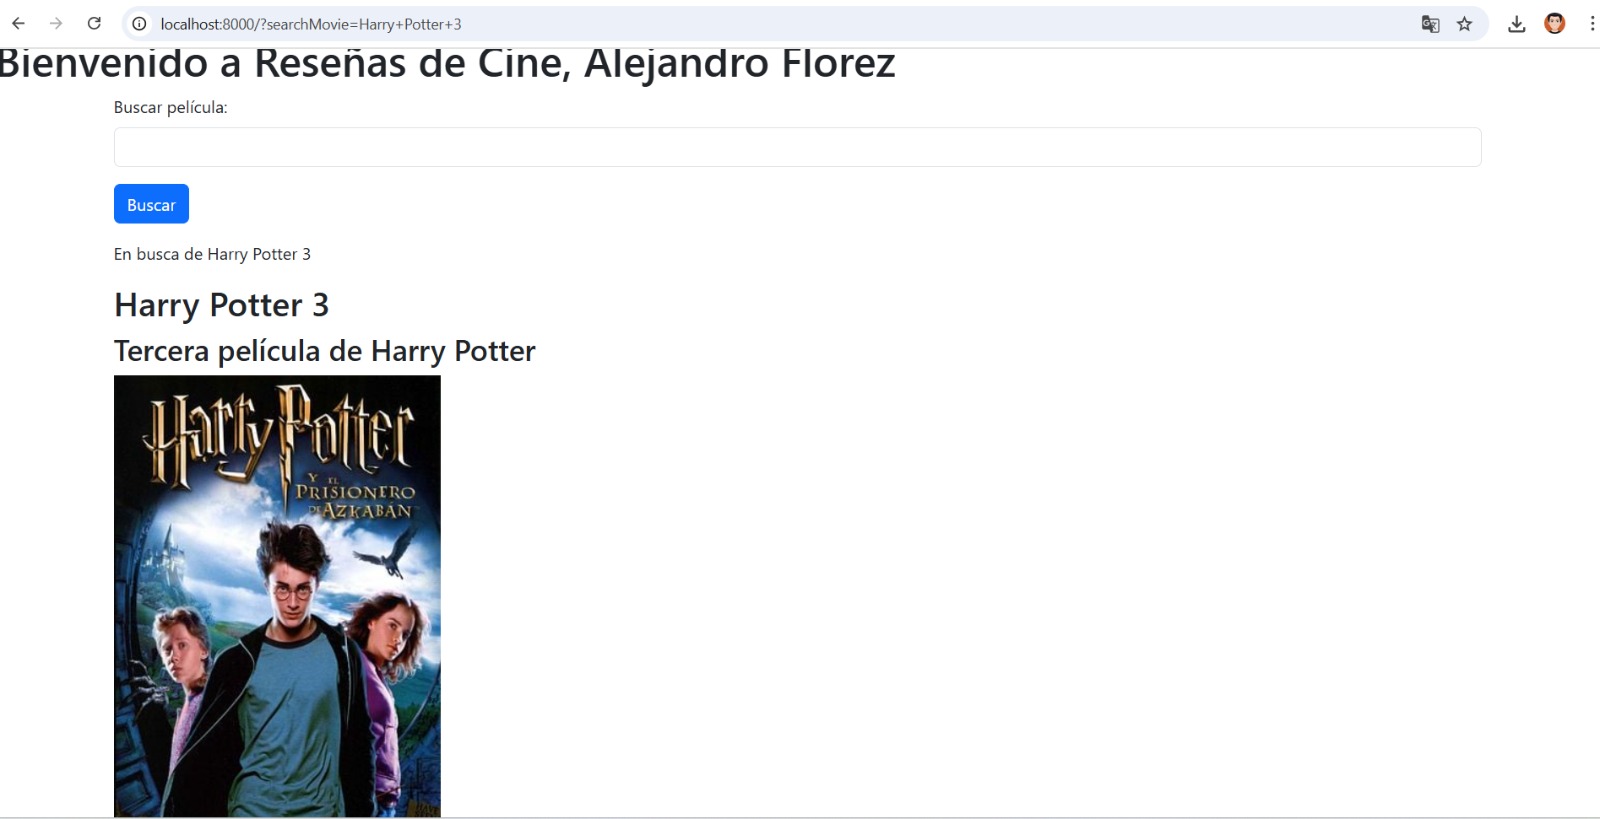 localhost:8000/?searchMovie=Harry+Potter+3
Bienvenido a Reseñas de Cine, Alejandro Florez
Buscar película:
Buscar
En busca de Harry Potter 3
Harry Potter 3
Tercera película de Harry Potter
Harry Potter
Y EL
PRISIONERO
DE AZKABÁN